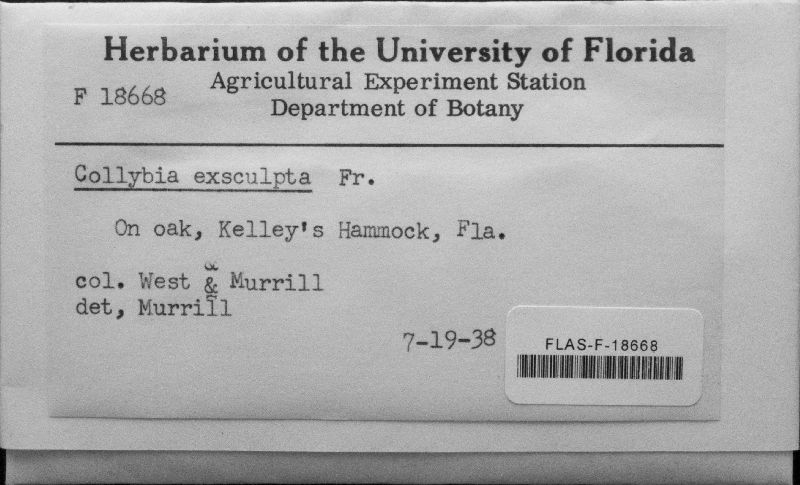 Herbarium of the University of Florida
Agricultural Experiment Station
F 18668
Department of Botany
Collybia exsculpta Fr.
On oak, Kelley's Hammock, Fla.
col. West & Murrill
det, Murrill
7-19-38
FLAS-F-18668